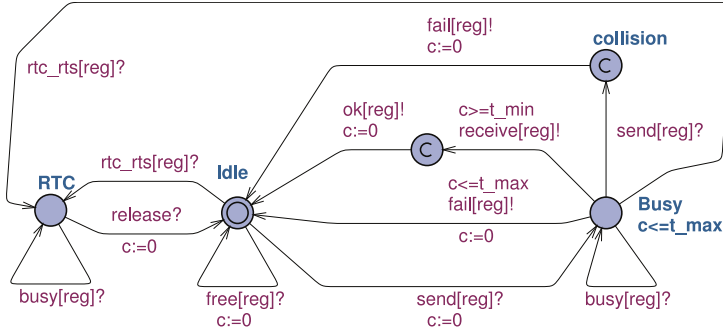 fail[reg]!
c:=0
collision
C
rtc_rts[reg]?
ok[reg]!
c:=0
c>=t_min
receive[reg]!
C
send[reg]?
rtc_rts[reg]?
Idle
RTC
release?
c:=0
c<=t_max
fail[reg]!
c:=0
Busy
c<=t_max
busy[reg]?
free[reg]?
c:=0
send[reg]?
c:=0
busy[reg]?